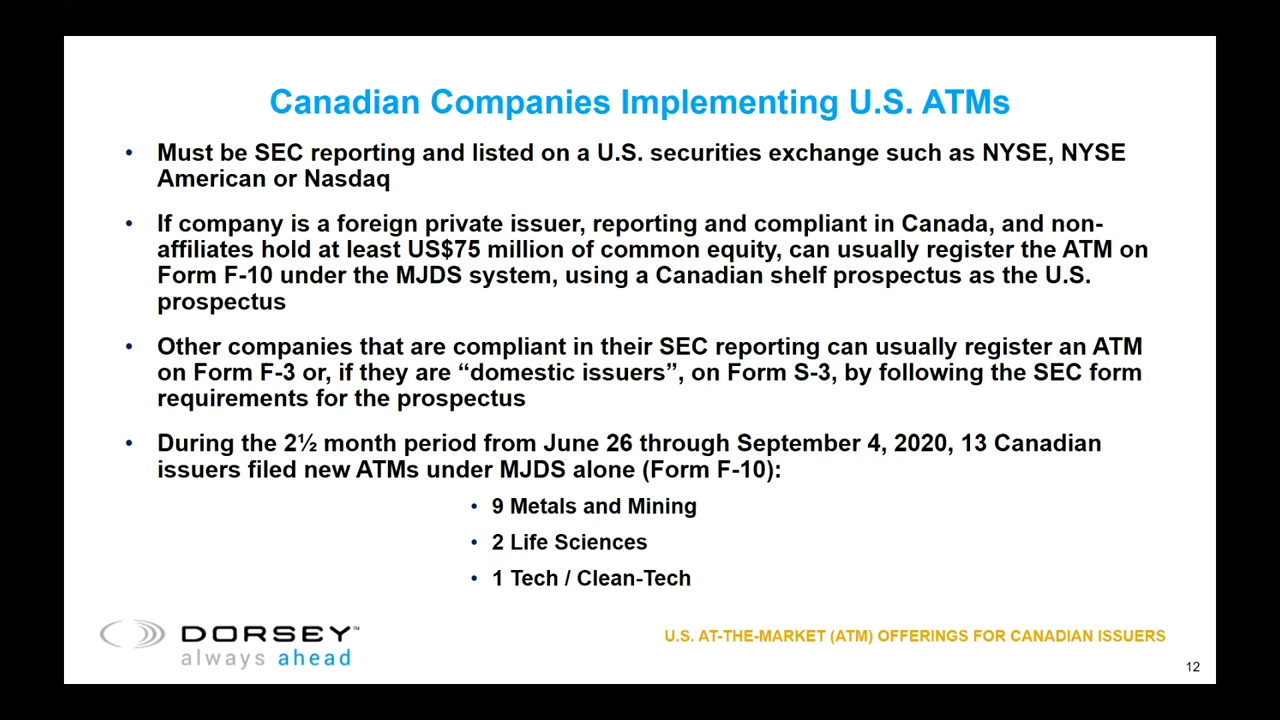 Canadian Companies Implementing U.S. ATMs
• Must be SEC reporting and listed on a U.S. securities exchange such as NYSE, NYSE
American or Nasdaq
• If company is a foreign private issuer, reporting and compliant in Canada, and non-
affiliates hold at least US$75 million of common equity, can usually register the ATM on
Form F-10 under the MJDS system, using a Canadian shelf prospectus as the U.S.
prospectus
• Other companies that are compliant in their SEC reporting can usually register an ATM
on Form F-3 or, if they are “domestic issuers”, on Form S-3, by following the SEC form
requirements for the prospectus
• During the 2½ month period from June 26 through September 4, 2020, 13 Canadian
issuers filed new ATMs under MJDS alone (Form F-10):
• 9 Metals and Mining
• 2 Life Sciences
• 1 Tech / Clean-Tech
DORSEY™
always ahead
U.S. AT-THE-MARKET (ATM) OFFERINGS FOR CANADIAN ISSUERS
12